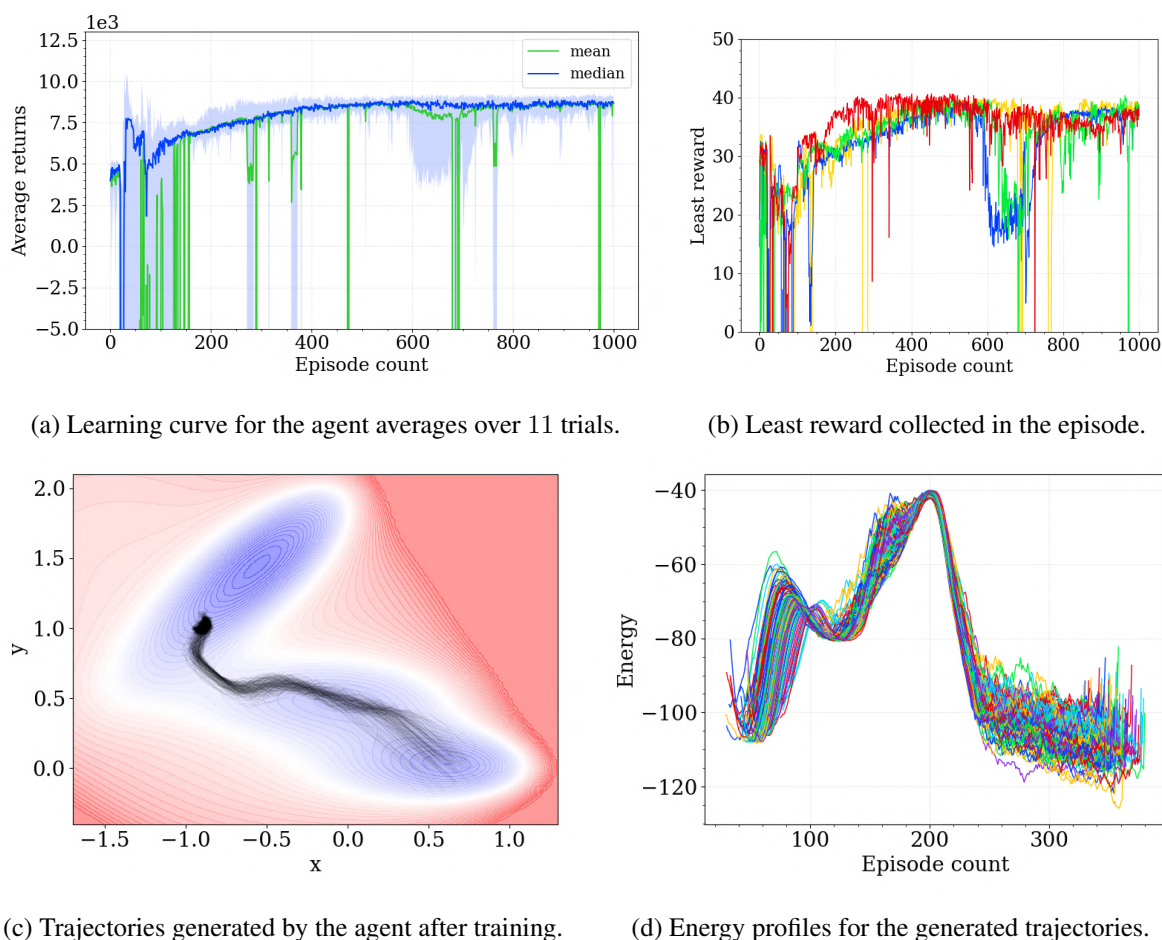 1e3
12.5
10.0
7.5
5.0
2.5
0.0
−2.5
−5.0
Average returns
mean
median
0 200 400 600 800 1000
Episode count
50
40
30
20
10
0
Least reward
0 200 400 600 800 1000
Episode count
(a) Learning curve for the agent averages over 11 trials.
(b) Least reward collected in the episode.
2.0
1.5
1.0
0.5
0.0
y
−1.5 −1.0 −0.5 0.0 0.5 1.0
x
−40
−60
−80
−100
−120
Energy
100 200 300
Episode count
(c) Trajectories generated by the agent after training.
(d) Energy profiles for the generated trajectories.